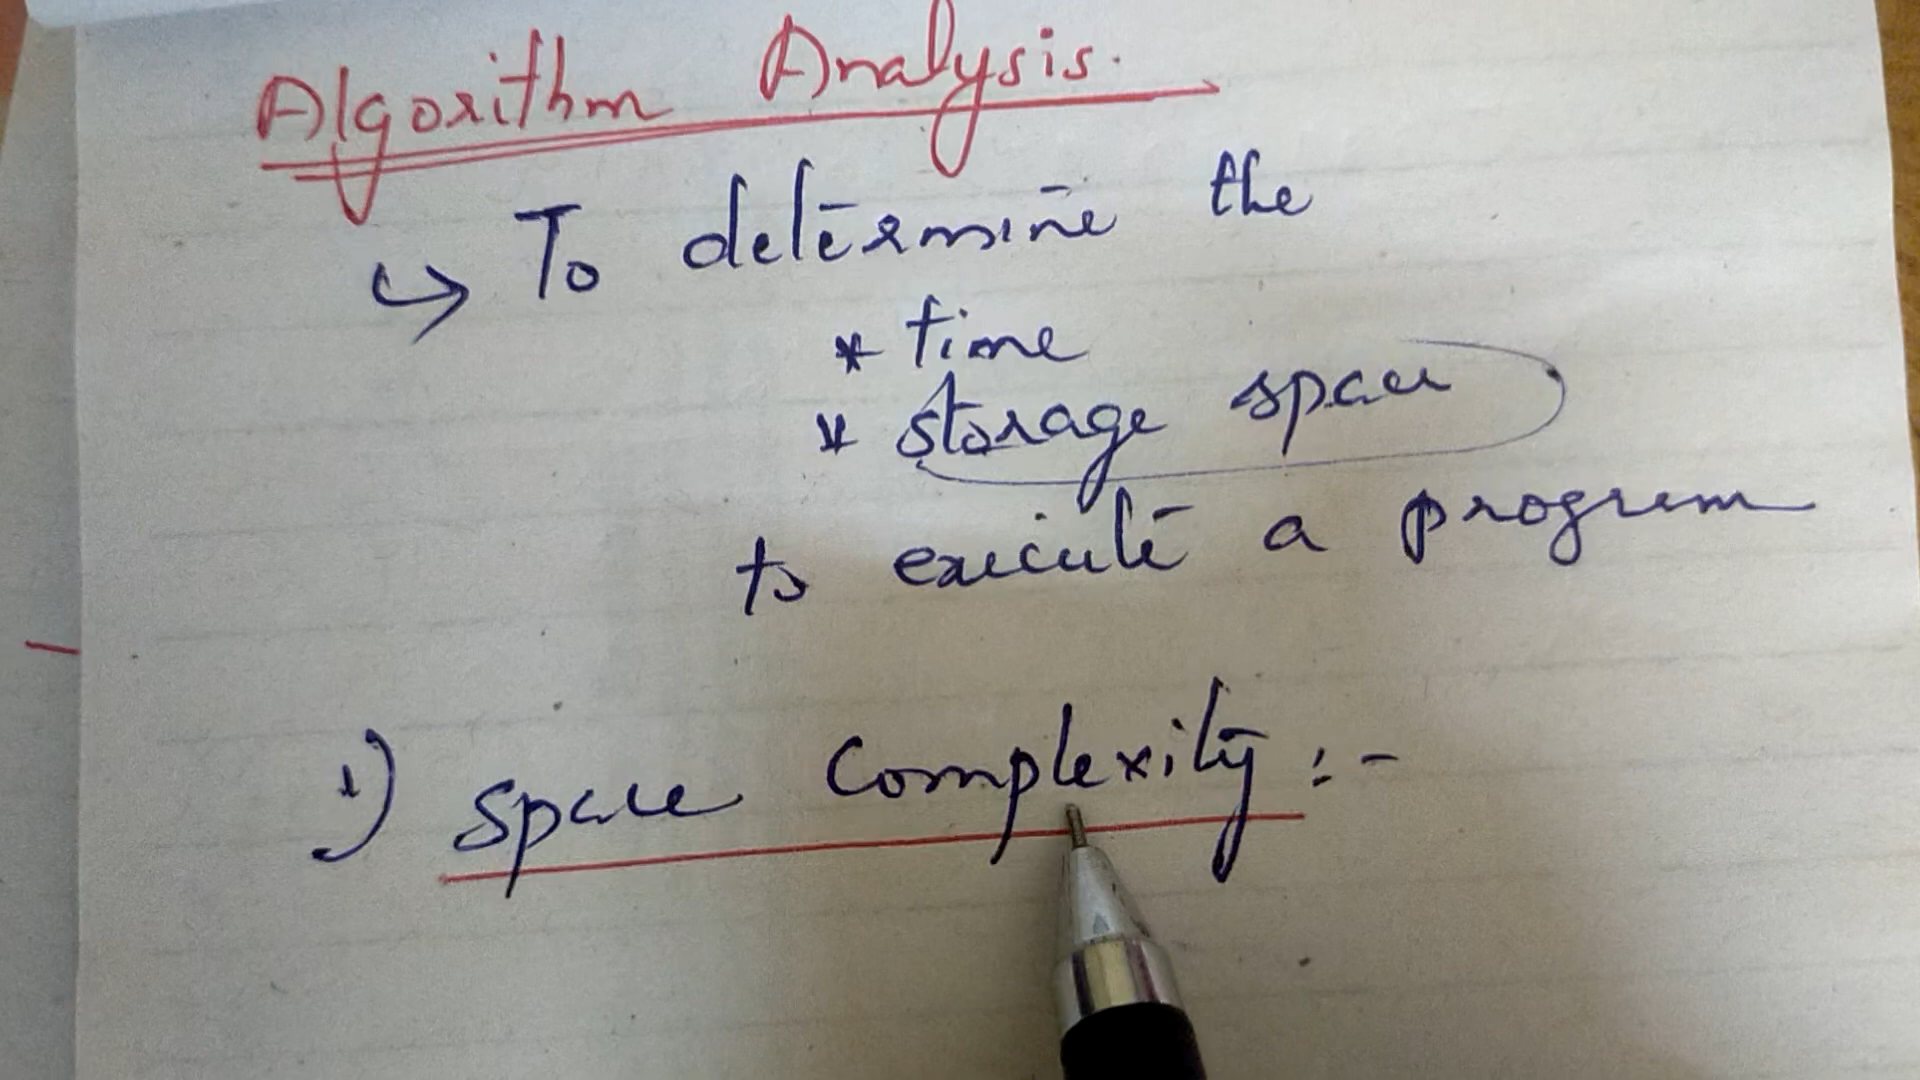 Algorithm Analysis.
↪ To determine the
* time
* storage space
to execute a program
1) space complexity :-